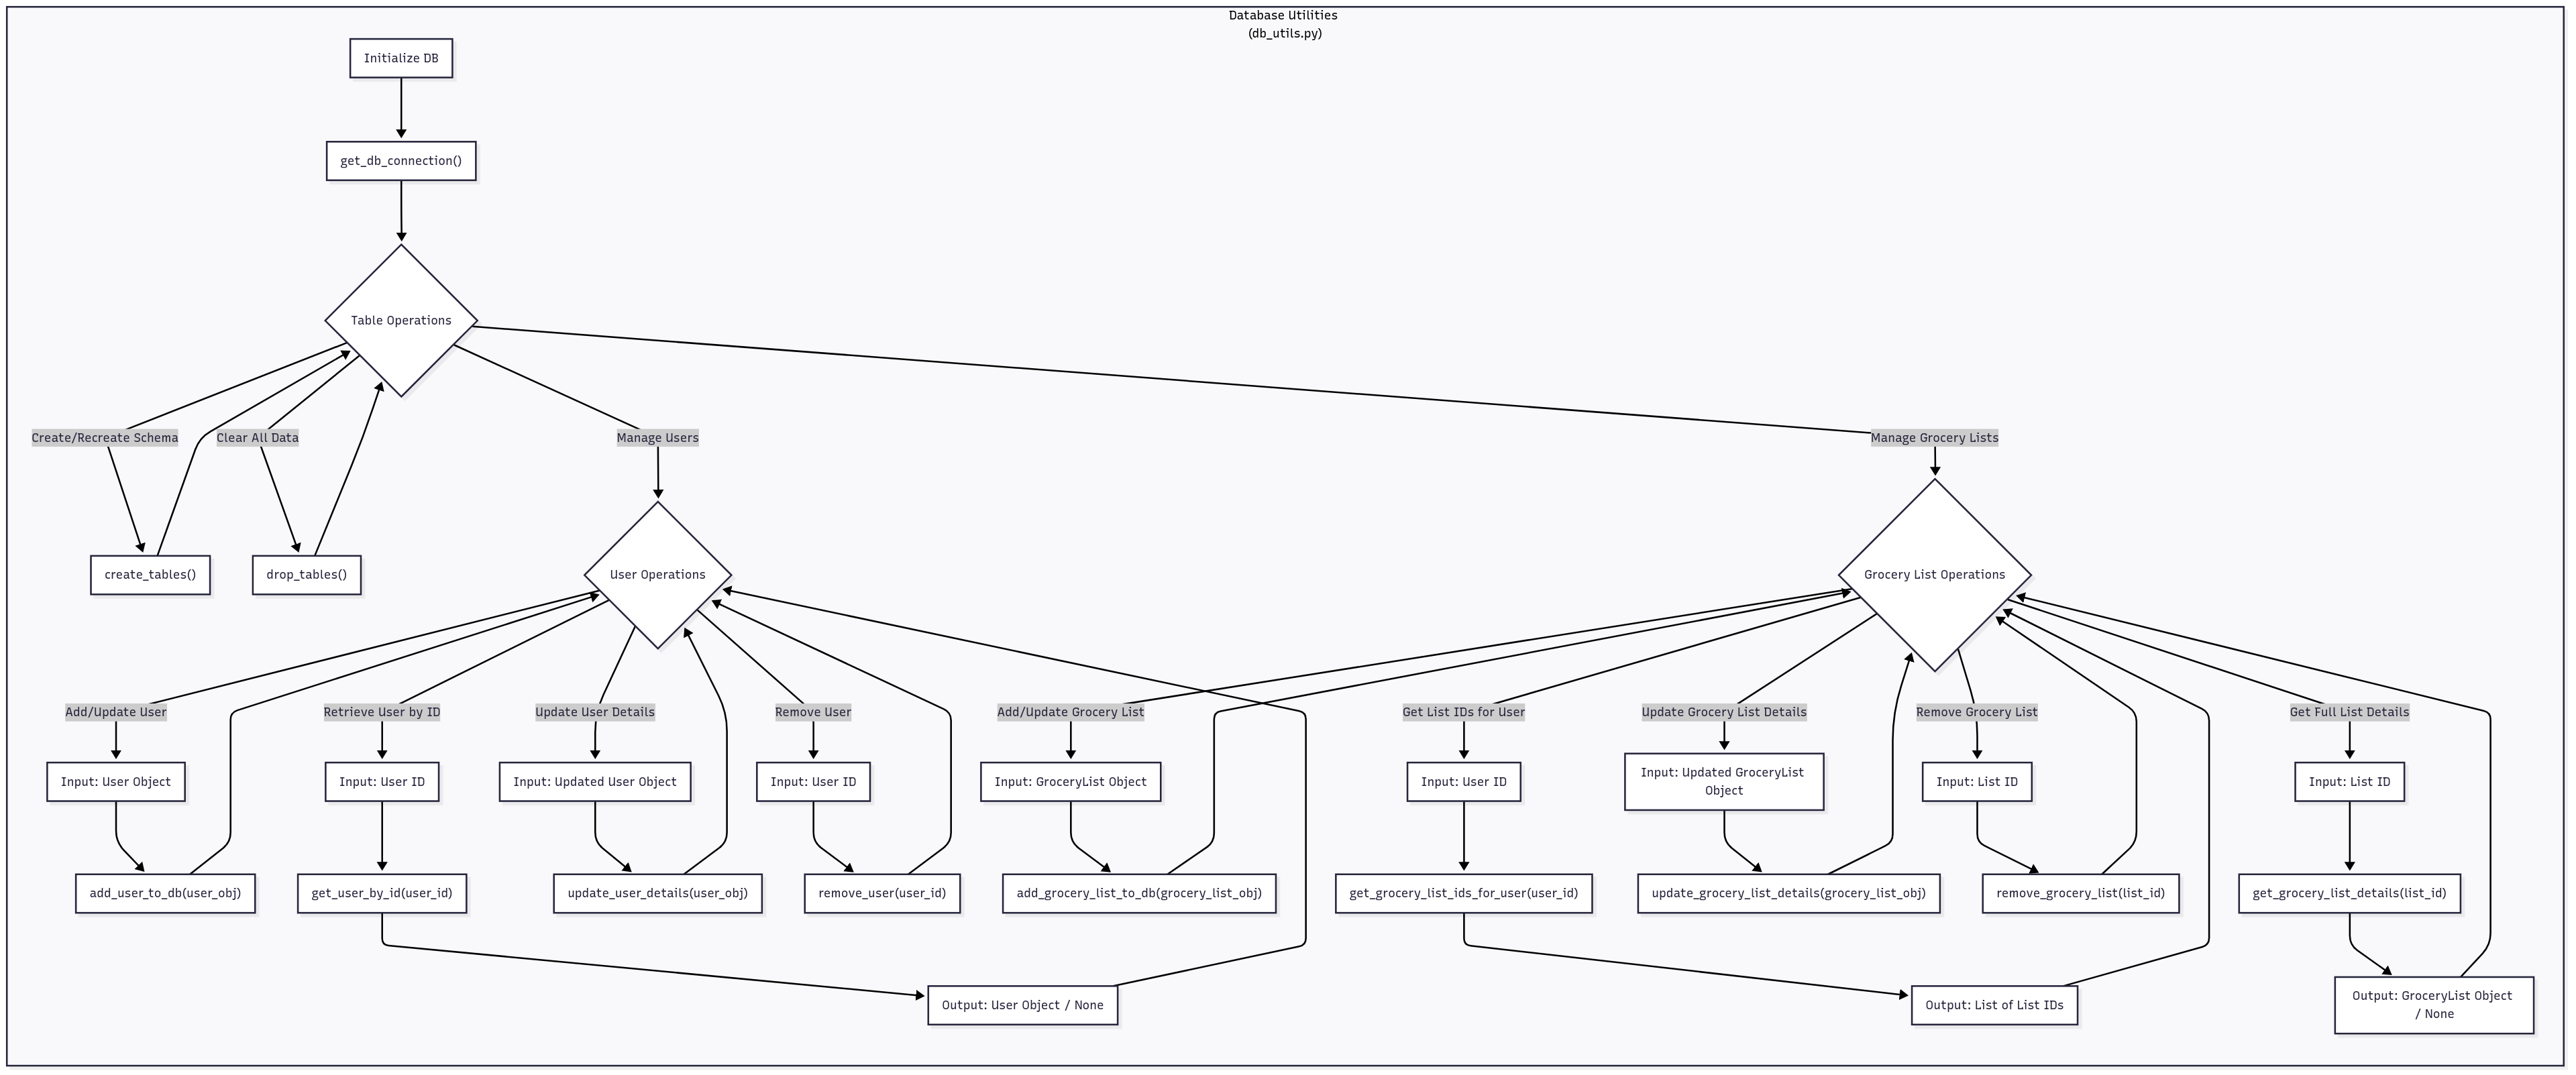 Database Utilities
(db_utils.py)
Initialize DB
get_db_connection()
Table Operations
Create/Recreate Schema
Clear All Data
Manage Users
Manage Grocery Lists
create_tables()
drop_tables()
User Operations
Grocery List Operations
Add/Update User
Retrieve User by ID
Update User Details
Remove User
Add/Update Grocery List
Get List IDs for User
Update Grocery List Details
Remove Grocery List
Get Full List Details
Input: User Object
Input: User ID
Input: Updated User Object
Input: User ID
Input: GroceryList Object
Input: User ID
Input: Updated GroceryList
Object
Input: List ID
Input: List ID
add_user_to_db(user_obj)
get_user_by_id(user_id)
update_user_details(user_obj)
remove_user(user_id)
add_grocery_list_to_db(grocery_list_obj)
get_grocery_list_ids_for_user(user_id)
update_grocery_list_details(grocery_list_obj)
remove_grocery_list(list_id)
get_grocery_list_details(list_id)
Output: User Object / None
Output: List of List IDs
Output: GroceryList Object
/ None